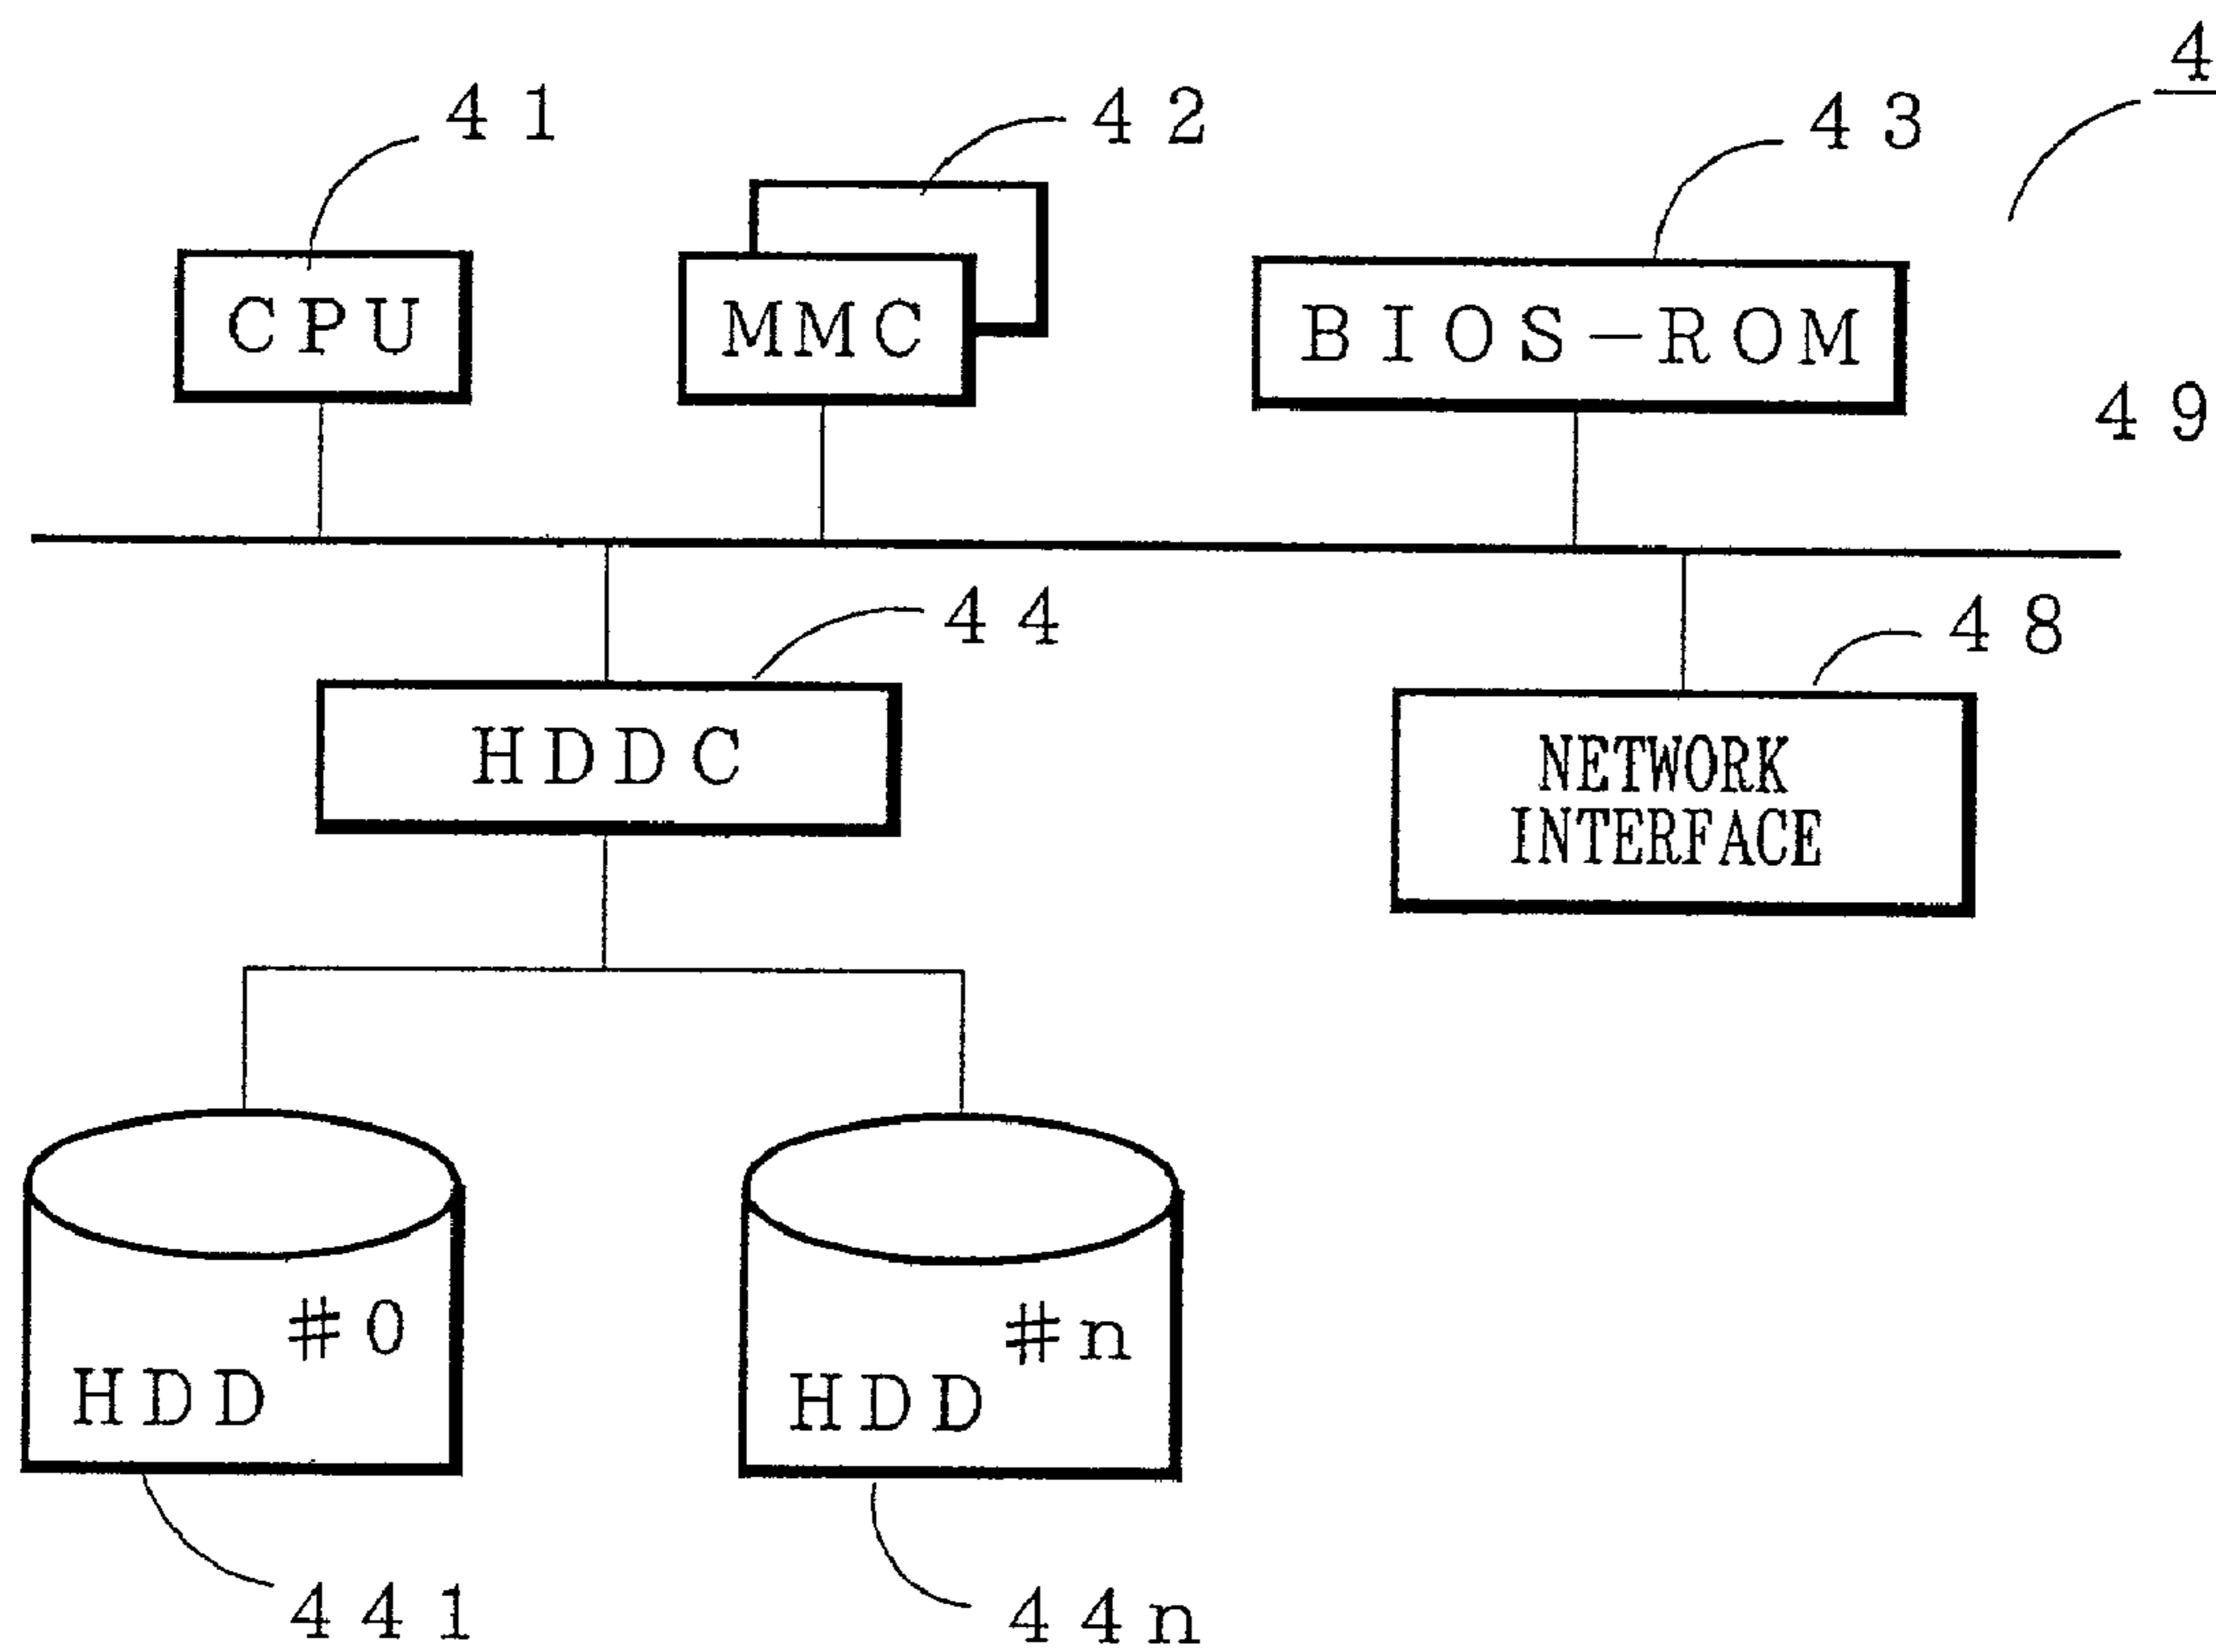 4
41
42
43
CPU
MMC
BIOS-ROM
49
44
48
HDDC
NETWORK
INTERFACE
#0
HDD
#n
HDD
441
44n